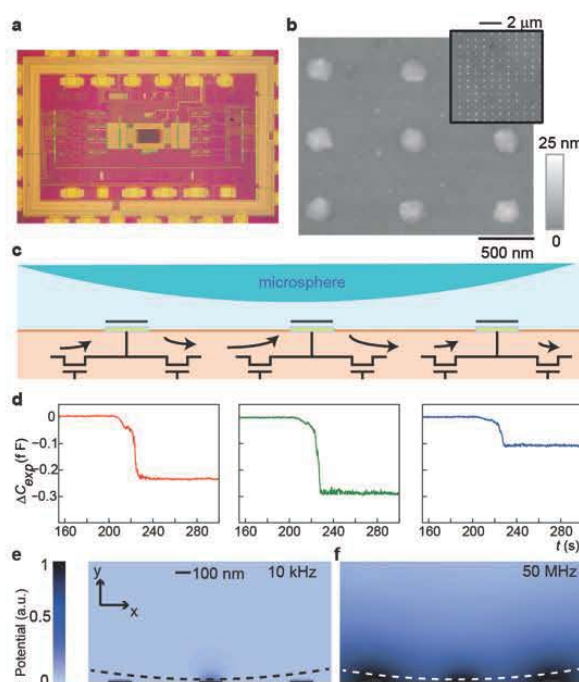 a
b
2 µm
25 nm
0
500 nm
c
microsphere
d
0
−0.1
−0.2
−0.3
ΔCexp(f F)
160 200 240 280
160 200 240 280
160 200 240 280
t (s)
e
f
1
0.5
0
Potential (a.u.)
y
x
100 nm
10 kHz
50 MHz